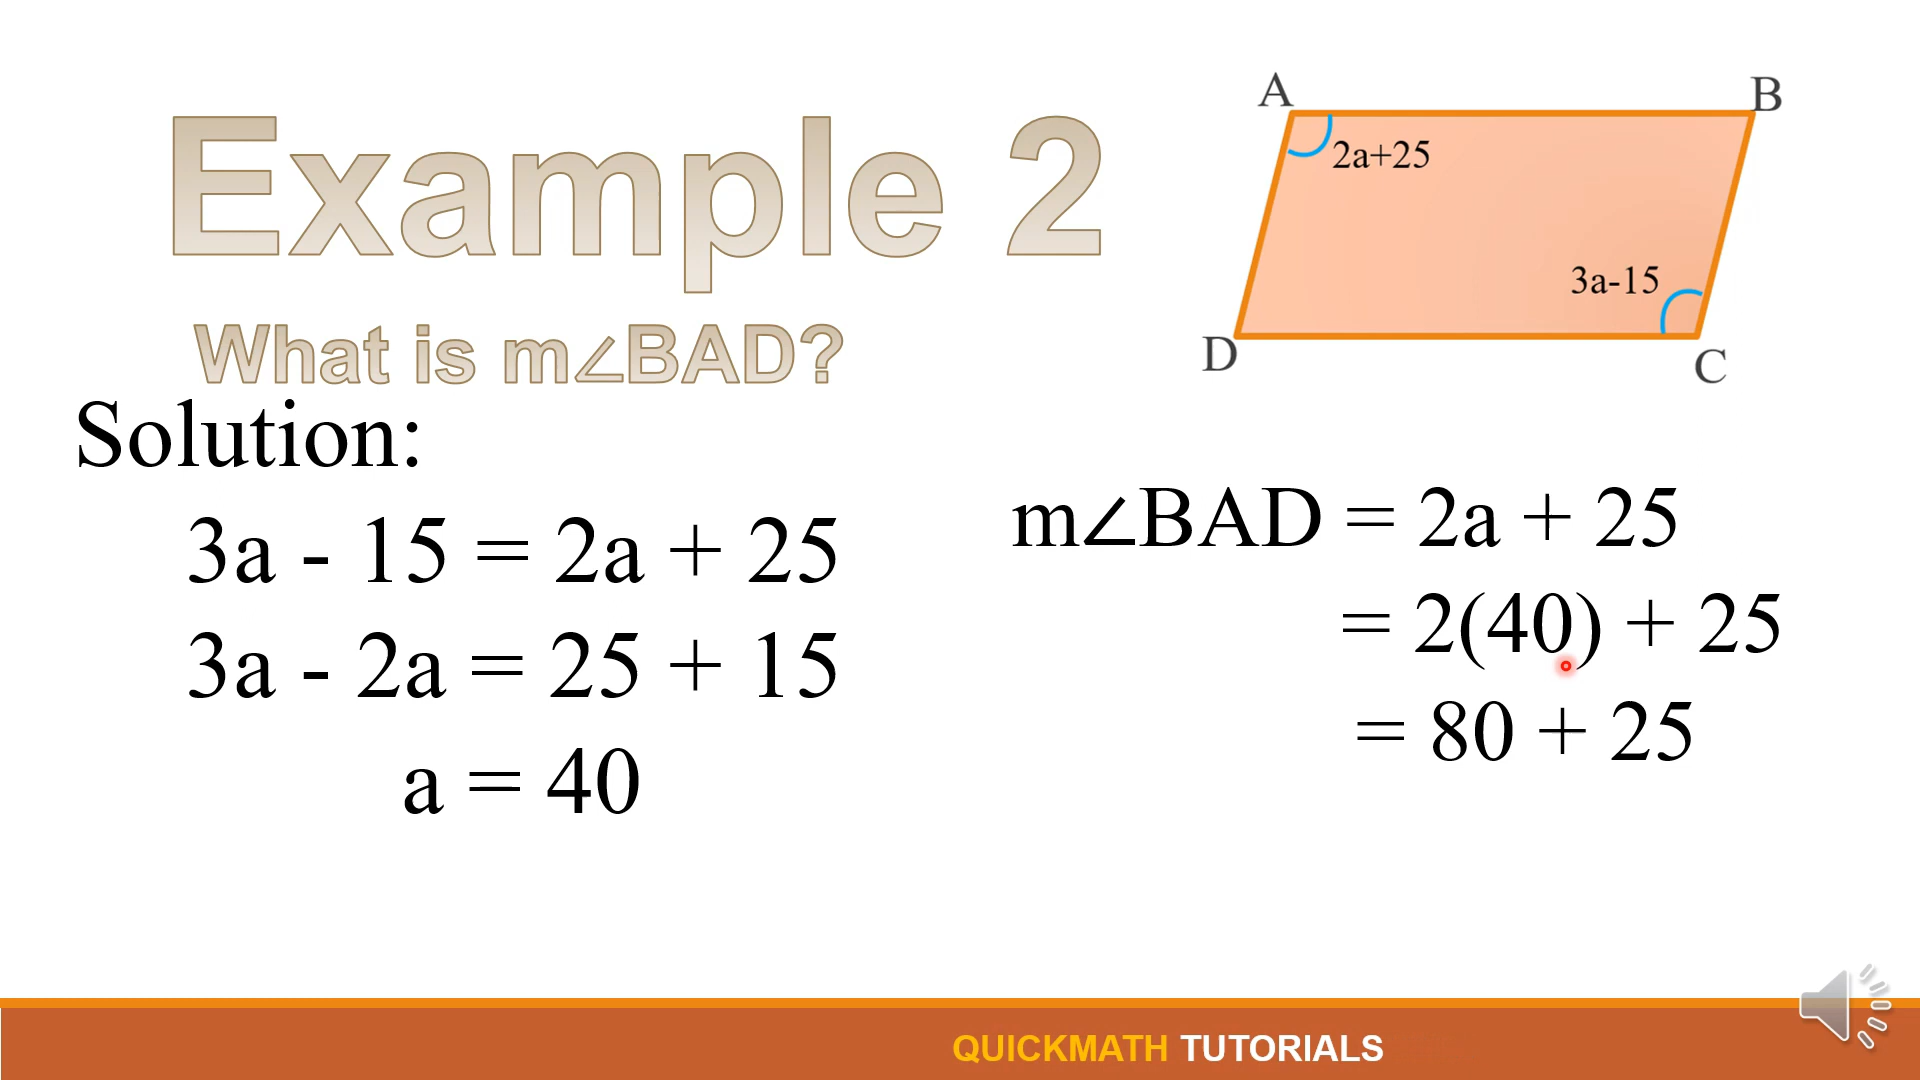 Example 2
What is m∠BAD?
A
B
2a+25
3a-15
D
C
Solution:
3a - 15 = 2a + 25
3a - 2a = 25 + 15
a = 40
m∠BAD = 2a + 25
= 2(40) + 25
= 80 + 25
QUICKMATH TUTORIALS